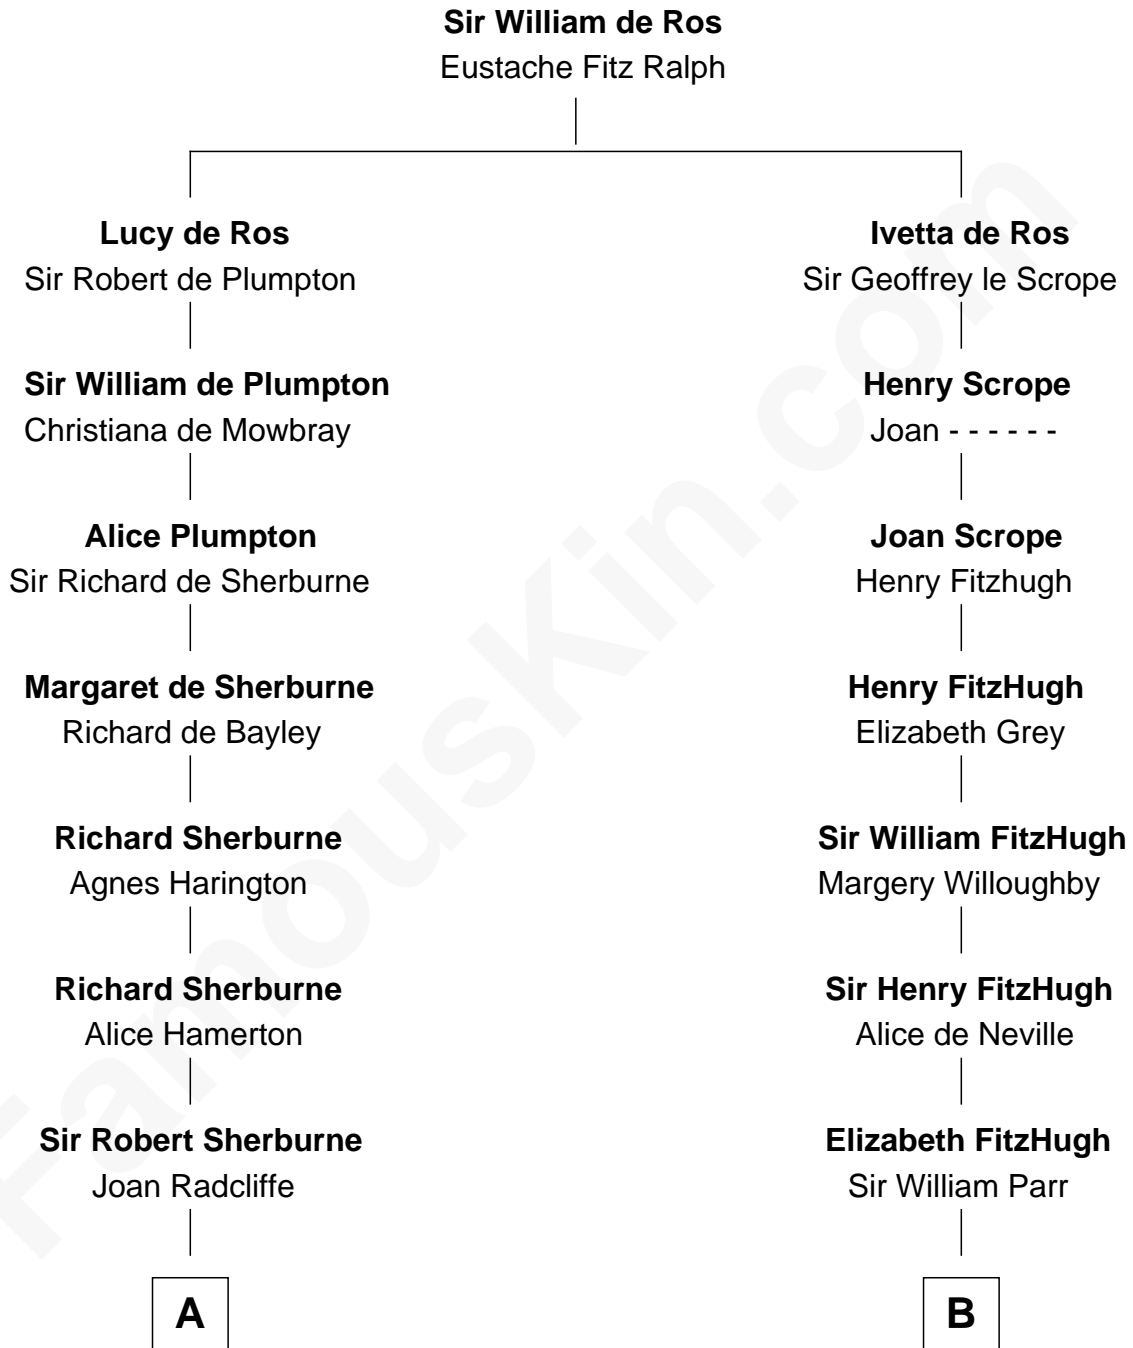 Sir William de Ros
Eustache Fitz Ralph
Lucy de Ros
Sir Robert de Plumpton
Ivetta de Ros
Sir Geoffrey le Scrope
Sir William de Plumpton
Christiana de Mowbray
Henry Scrope
Joan - - - - - -
Alice Plumpton
Sir Richard de Sherburne
Joan Scrope
Henry Fitzhugh
Margaret de Sherburne
Richard de Bayley
Henry FitzHugh
Elizabeth Grey
Richard Sherburne
Agnes Harington
Sir William FitzHugh
Margery Willoughby
Richard Sherburne
Alice Hamerton
Sir Henry FitzHugh
Alice de Neville
Sir Robert Sherburne
Joan Radcliffe
Elizabeth FitzHugh
Sir William Parr
A
B
FamousKin.com